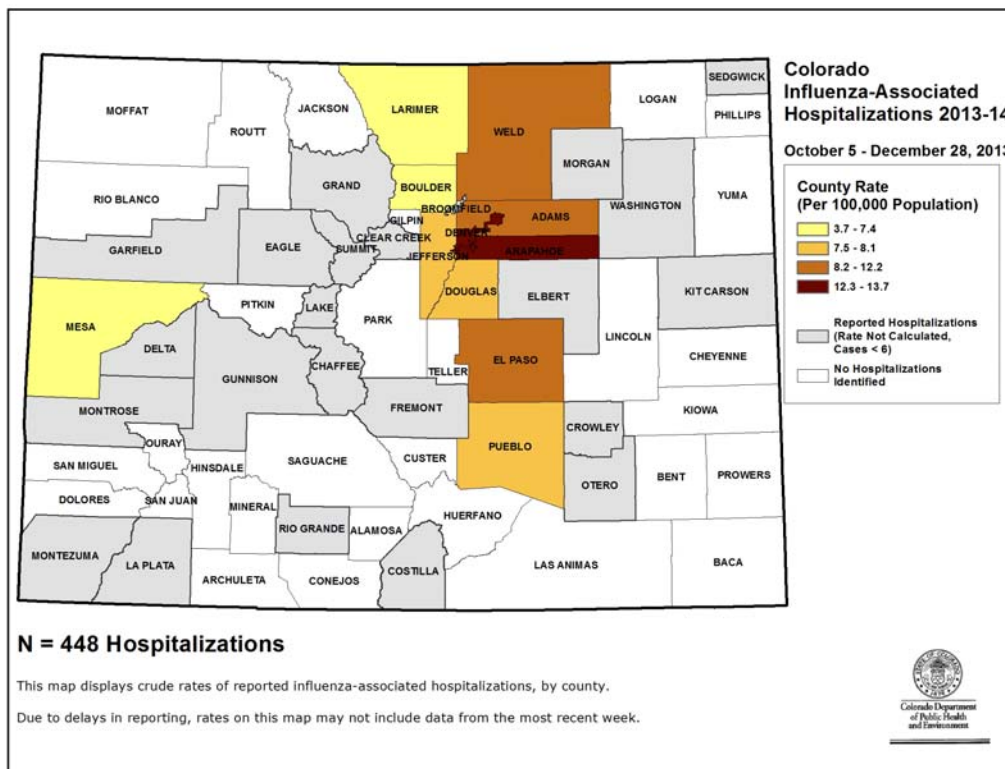 Colorado
Influenza-Associated
Hospitalizations 2013-14
October 5 - December 28, 2013
County Rate
(Per 100,000 Population)
3.7 - 7.4
7.5 - 8.1
8.2 - 12.2
12.3 - 13.7
Reported Hospitalizations
(Rate Not Calculated,
Cases < 6)
No Hospitalizations
Identified
MOFFAT
ROUTT
JACKSON
LARIMER
WELD
LOGAN
SEDGWICK
PHILLIPS
MORGAN
GRAND
BOULDER
RIO BLANCO
BROOMFIELD
GILPIN
ADAMS
WASHINGTON
YUMA
DENVER
CLEAR CREEK
GARFIELD
EAGLE
SUMMIT
JEFFERSON
ARAPAHOE
DOUGLAS
ELBERT
KIT CARSON
PITKIN
LAKE
PARK
MESA
LINCOLN
DELTA
CHEYENNE
EL PASO
TELLER
CHAFFEE
GUNNISON
FREMONT
MONTROSE
KIOWA
CROWLEY
OURAY
PUEBLO
SAGUACHE
CUSTER
SAN MIGUEL
HINSDALE
BENT
PROWERS
OTERO
DOLORES
SAN JUAN
MINERAL
RIO GRANDE
ALAMOSA
HUERFANO
MONTEZUMA
LA PLATA
ARCHULETA
CONEJOS
COSTILLA
LAS ANIMAS
BACA
N = 448 Hospitalizations
This map displays crude rates of reported influenza-associated hospitalizations, by county.
Due to delays in reporting, rates on this map may not include data from the most recent week.
STATE OF COLORADO
1876
Colorado Department
of Public Health
and Environment